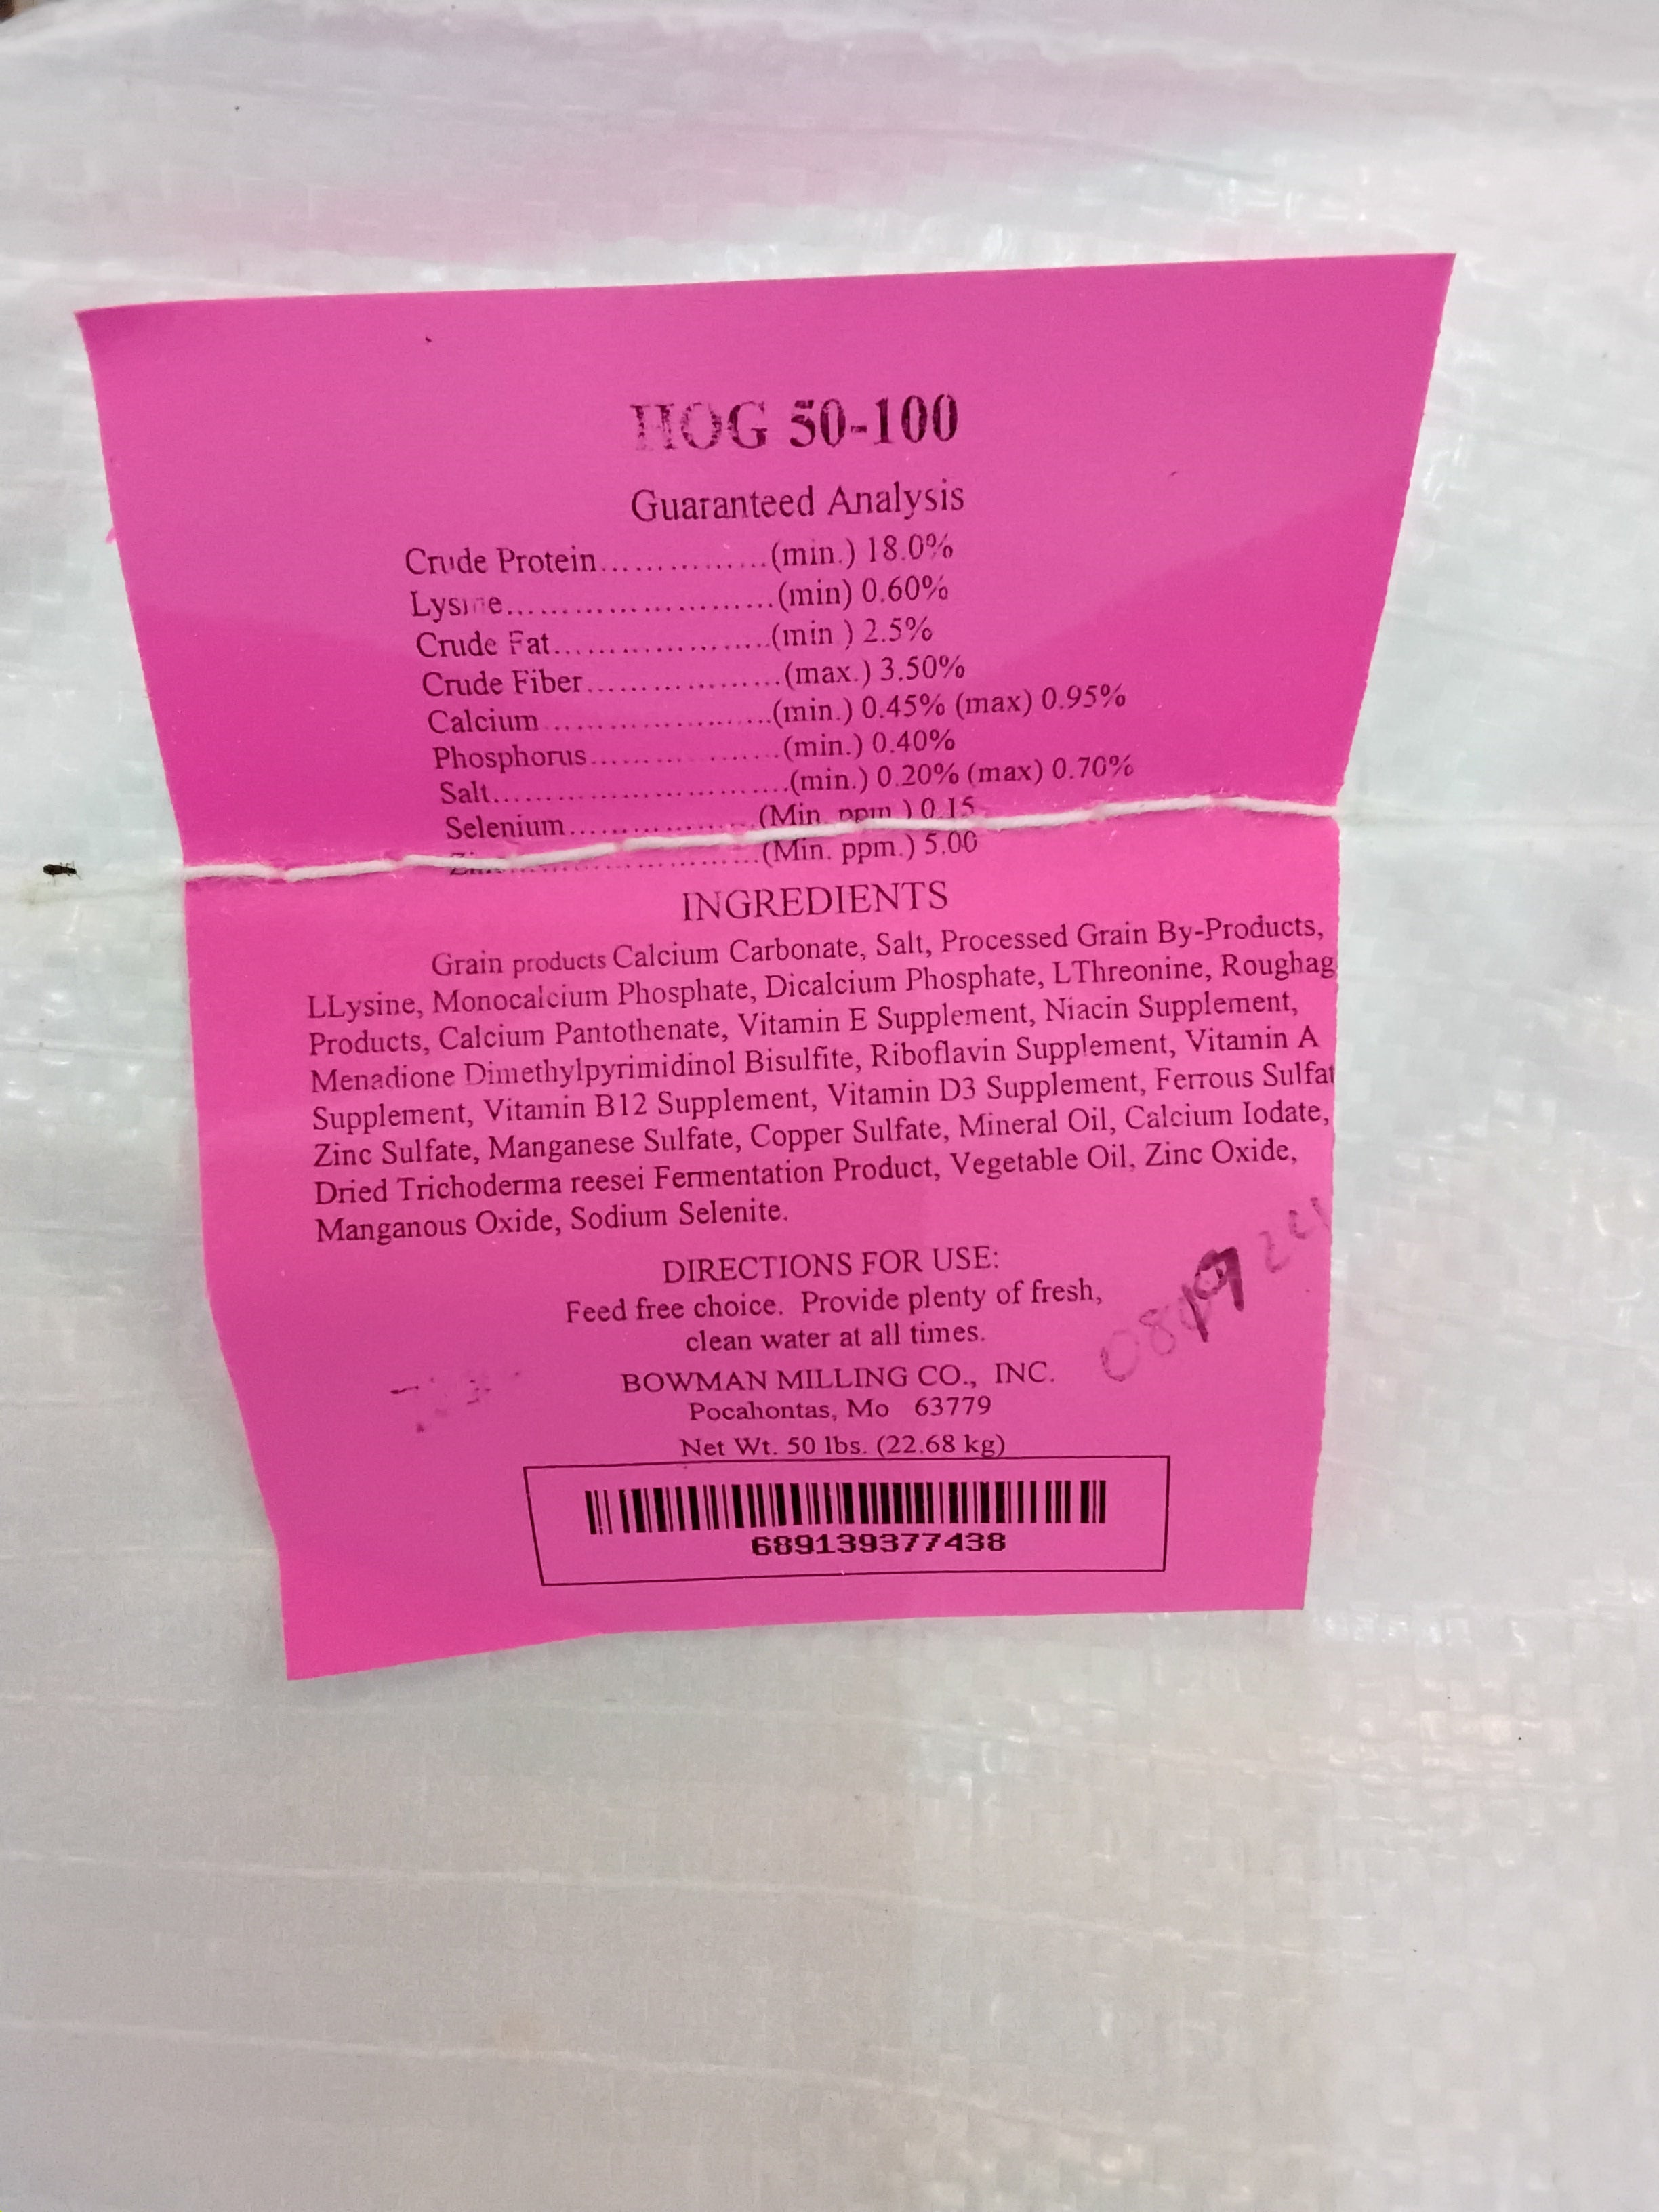 HOG 50-100
Guaranteed Analysis
Crude Protein...............(min.) 18.0%
Lysine........................(min) 0.60%
Crude Fat....................(min.) 2.5%
Crude Fiber..................(max.) 3.50%
Calcium.....................(min.) 0.45% (max) 0.95%
Phosphorus.................(min.) 0.40%
Salt...........................(min.) 0.20% (max) 0.70%
Selenium..................(Min. ppm.) 0.15
.......................(Min. ppm.) 5.00
INGREDIENTS
Grain products Calcium Carbonate, Salt, Processed Grain By-Products,
LLysine, Monocalcium Phosphate, Dicalcium Phosphate, LThreonine, Roughag
Products, Calcium Pantothenate, Vitamin E Supplement, Niacin Supplement,
Menadione Dimethylpyrimidinol Bisulfite, Riboflavin Supplement, Vitamin A
Supplement, Vitamin B12 Supplement, Vitamin D3 Supplement, Ferrous Sulfat
Zinc Sulfate, Manganese Sulfate, Copper Sulfate, Mineral Oil, Calcium Iodate,
Dried Trichoderma reesei Fermentation Product, Vegetable Oil, Zinc Oxide,
Manganous Oxide, Sodium Selenite.
DIRECTIONS FOR USE:
Feed free choice. Provide plenty of fresh,
clean water at all times.
BOWMAN MILLING CO., INC.
Pocahontas, Mo 63779
Net Wt. 50 lbs. (22.68 kg)
689139377438